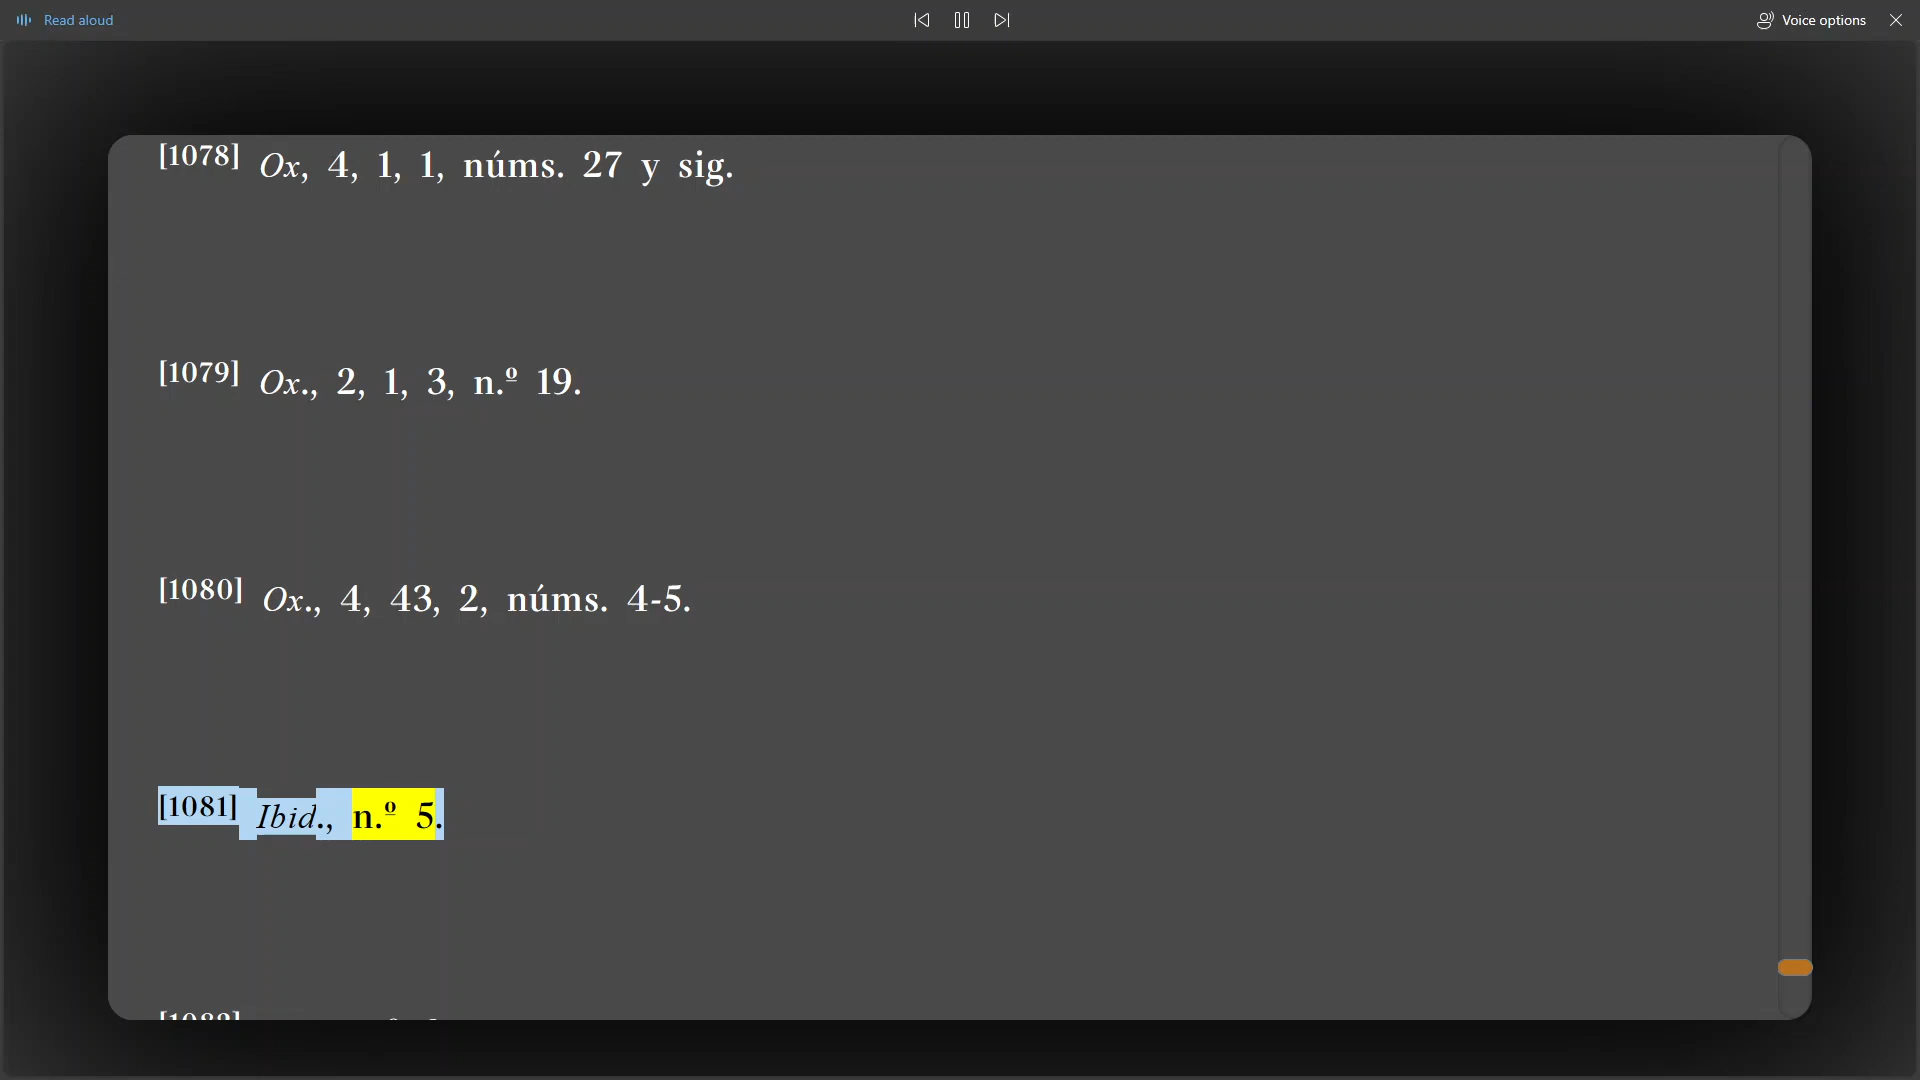 Read aloud
Voice options
[1078] Ox, 4, 1, 1, núms. 27 y sig.
[1079] Ox., 2, 1, 3, n.º 19.
[1080] Ox., 4, 43, 2, núms. 4-5.
[1081] Ibid., n.º 5.